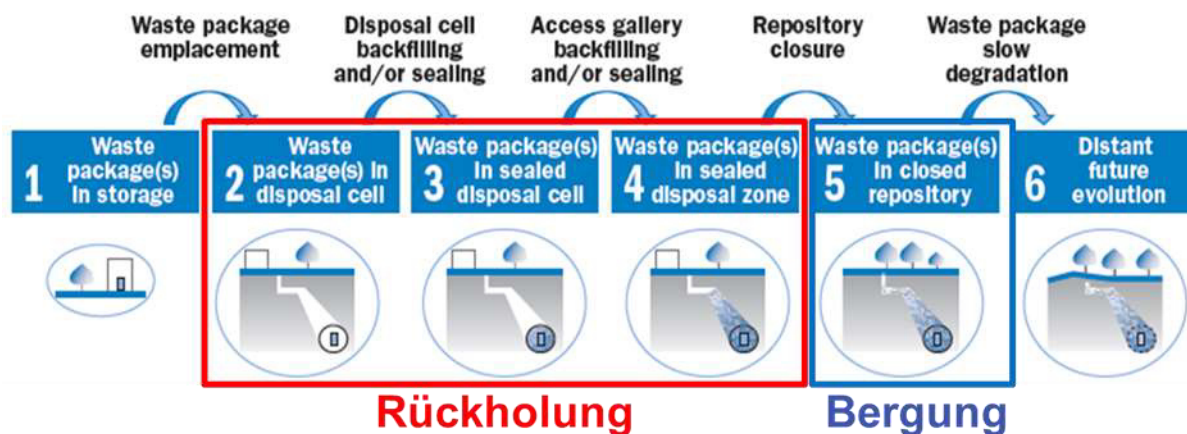 Waste package
emplacement
Disposal cell
backfilling
and/or sealing
Access gallery
backfilling
and/or sealing
Repository
closure
Waste package
slow
degradation
1
Waste
package(s)
in storage
2
Waste
package(s) in
disposal cell
3
Waste package(s)
in sealed
disposal cell
4
Waste package(s)
in sealed
disposal zone
5
Waste package(s)
in closed
repository
6
Distant
future
evolution
Rückholung
Bergung